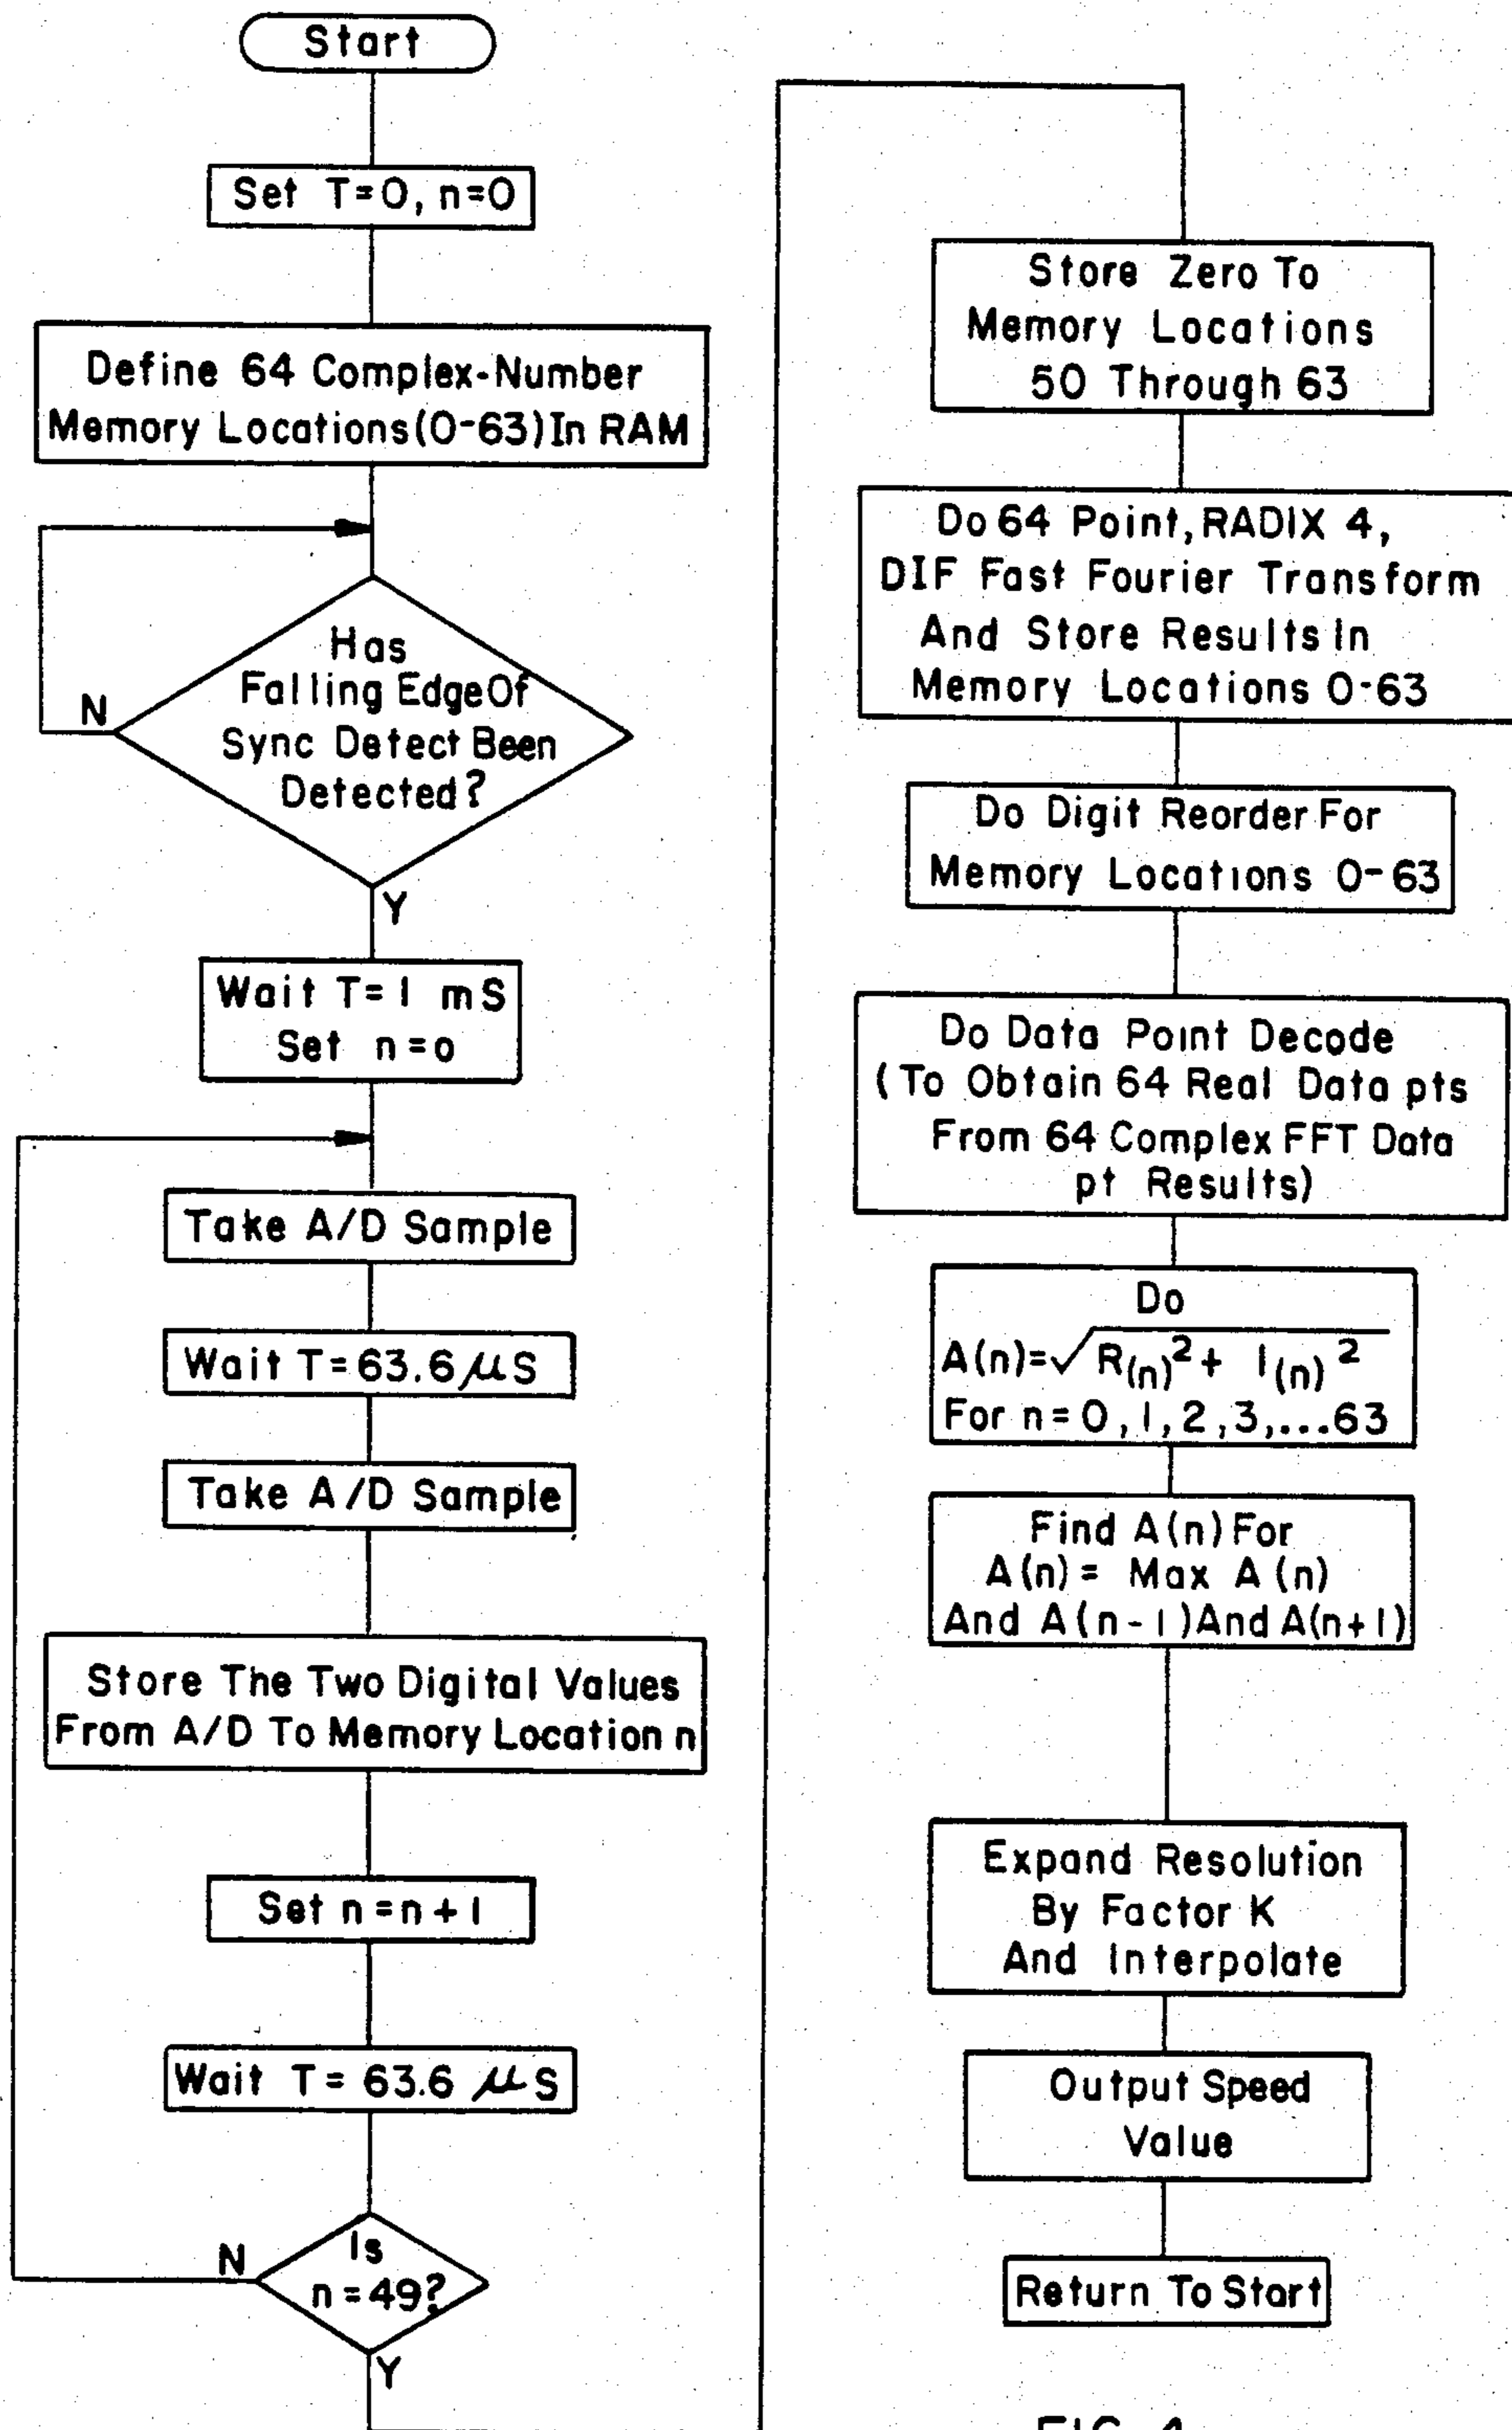 Start
Set T=0, n=0
Define 64 Complex-Number
Memory Locations(0-63)In RAM
Has
Falling Edge Of
Sync Detect Been
Detected?
N
Y
Wait T= 1 mS
Set n=o
Take A/D Sample
Wait T=63.6 μS
Take A/D Sample
Store The Two Digital Values
From A/D To Memory Location n
Set n=n+1
Wait T= 63.6 μS
Is
n=49?
N
Y
Store Zero To
Memory Locations
50 Through 63
Do 64 Point, RADIX 4,
DIF Fast Fourier Transform
And Store Results In
Memory Locations 0-63
Do Digit Reorder For
Memory Locations 0-63
Do Data Point Decode
(To Obtain 64 Real Data pts
From 64 Complex FFT Data
pt Results)
Do
A(n)=√R(n)²+ I(n)²
For n=0,1,2,3,...63
Find A(n) For
A(n)= Max A(n)
And A(n-1) And A(n+1)
Expand Resolution
By Factor K
And Interpolate
Output Speed
Value
Return To Start